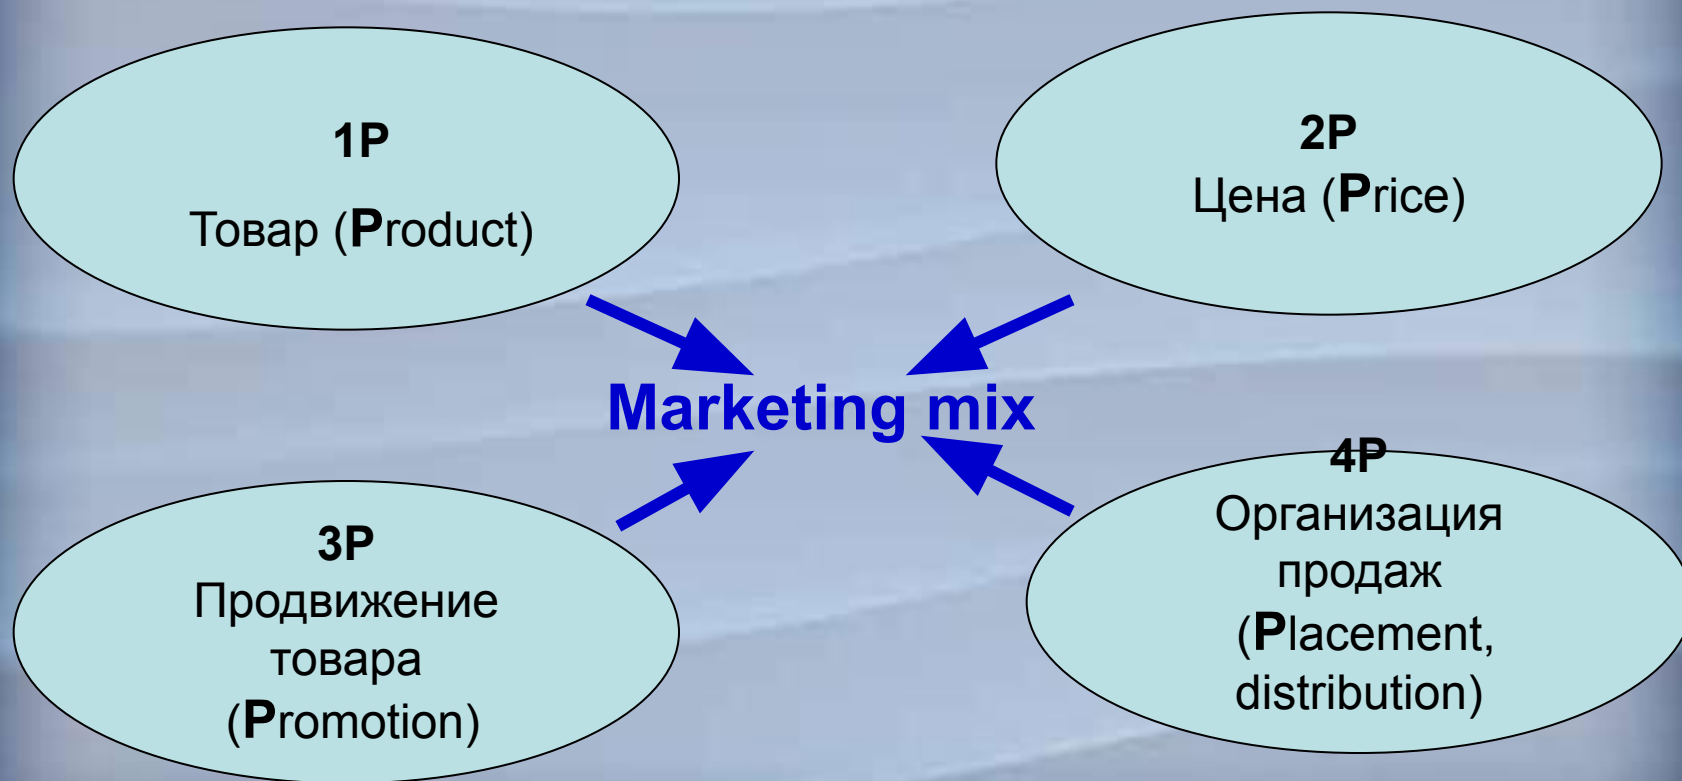 1P
Товар (Product)
2P
Цена (Price)
Marketing mix
3P
Продвижение
товара
(Promotion)
4P
Организация
продаж
(Placement,
distribution)